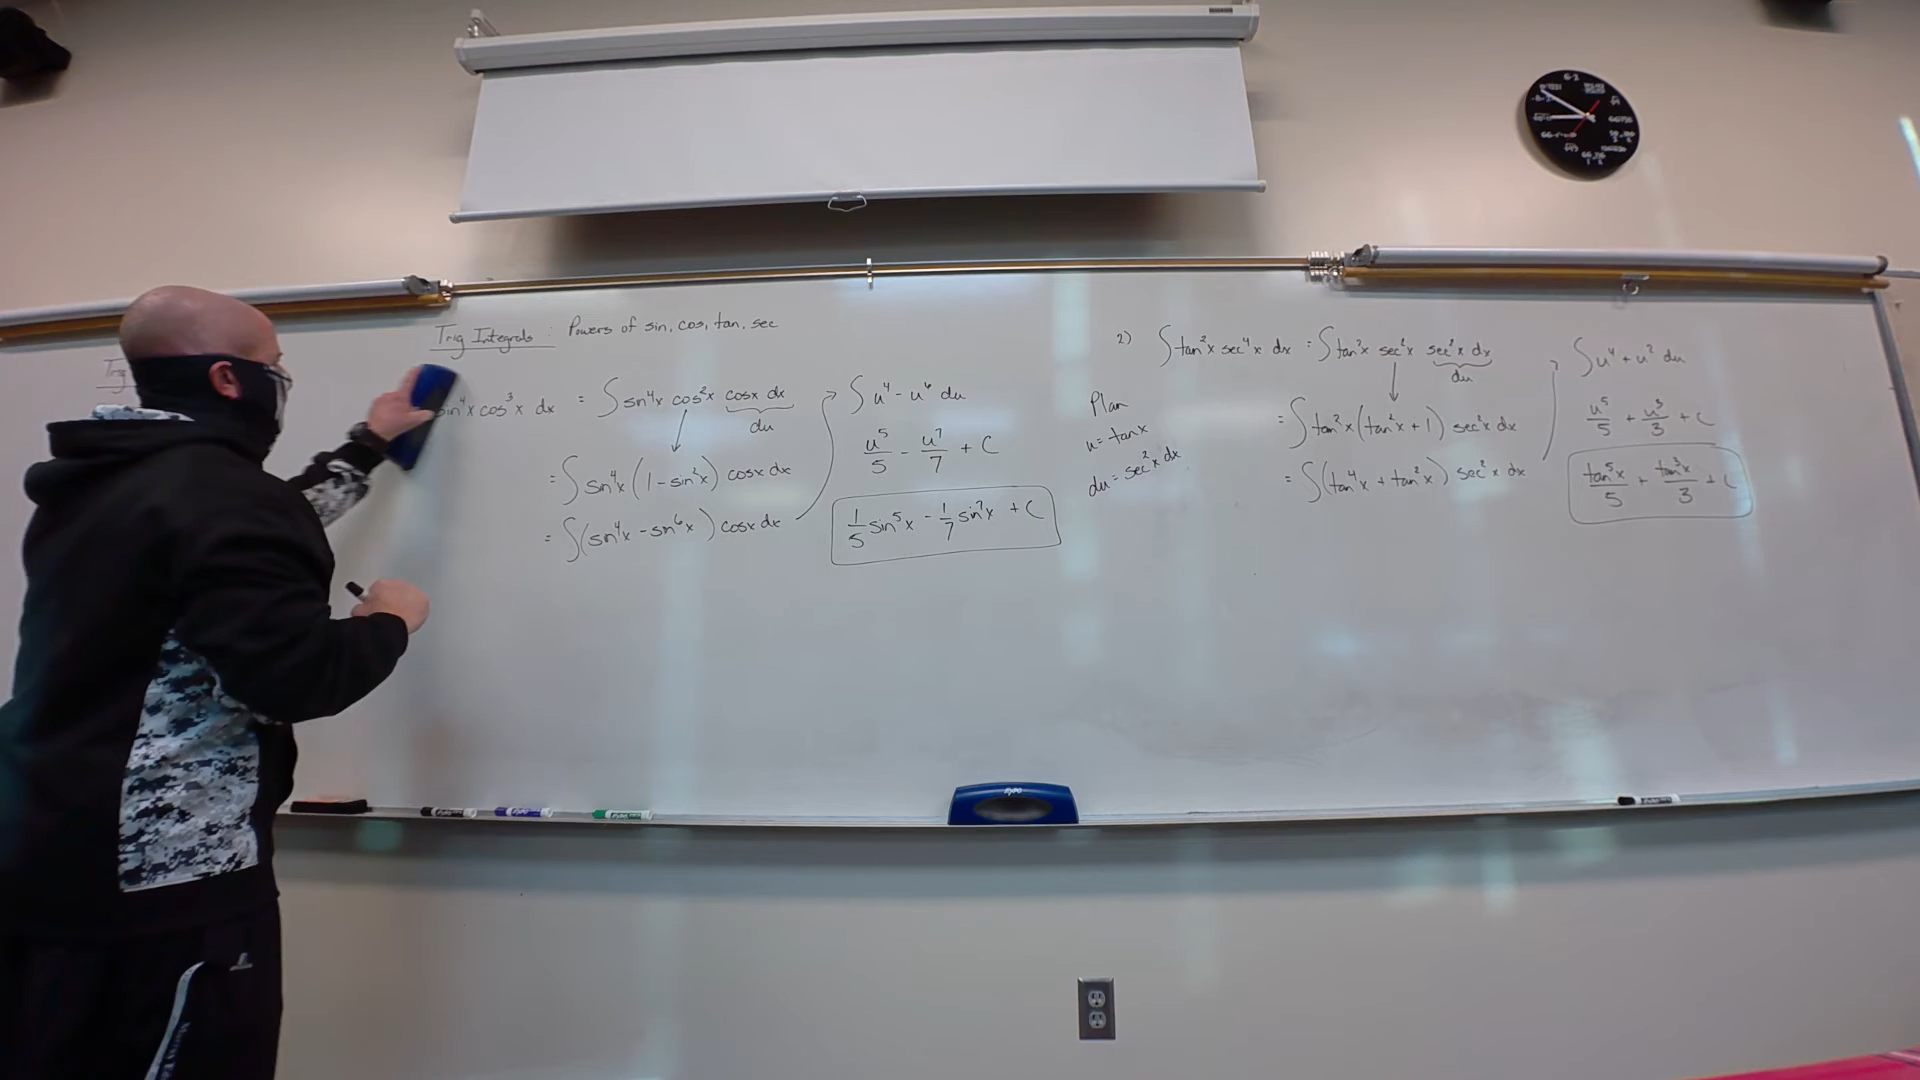 Trig Integrals : Powers of sin, cos, tan, sec
sin⁴x cos³x dx = ∫ sin⁴x cos²x cosx dx
du
= ∫ sin⁴x (1 - sin²x) cosx dx
= ∫ (sin⁴x - sin⁶x) cosx dx
∫ u⁴ - u⁶ du
u⁵/5 - u⁷/7 + C
1/5 sin⁵x - 1/7 sin⁷x + C
2) ∫ tan²x sec⁴x dx = ∫ tan²x sec²x sec²x dx
du
Plan
u = tanx
du = sec²x dx
= ∫ tan²x (tan²x + 1) sec²x dx
= ∫ (tan⁴x + tan²x) sec²x dx
∫ u⁴ + u² du
u⁵/5 + u³/3 + C
tan⁵x/5 + tan³x/3 + C